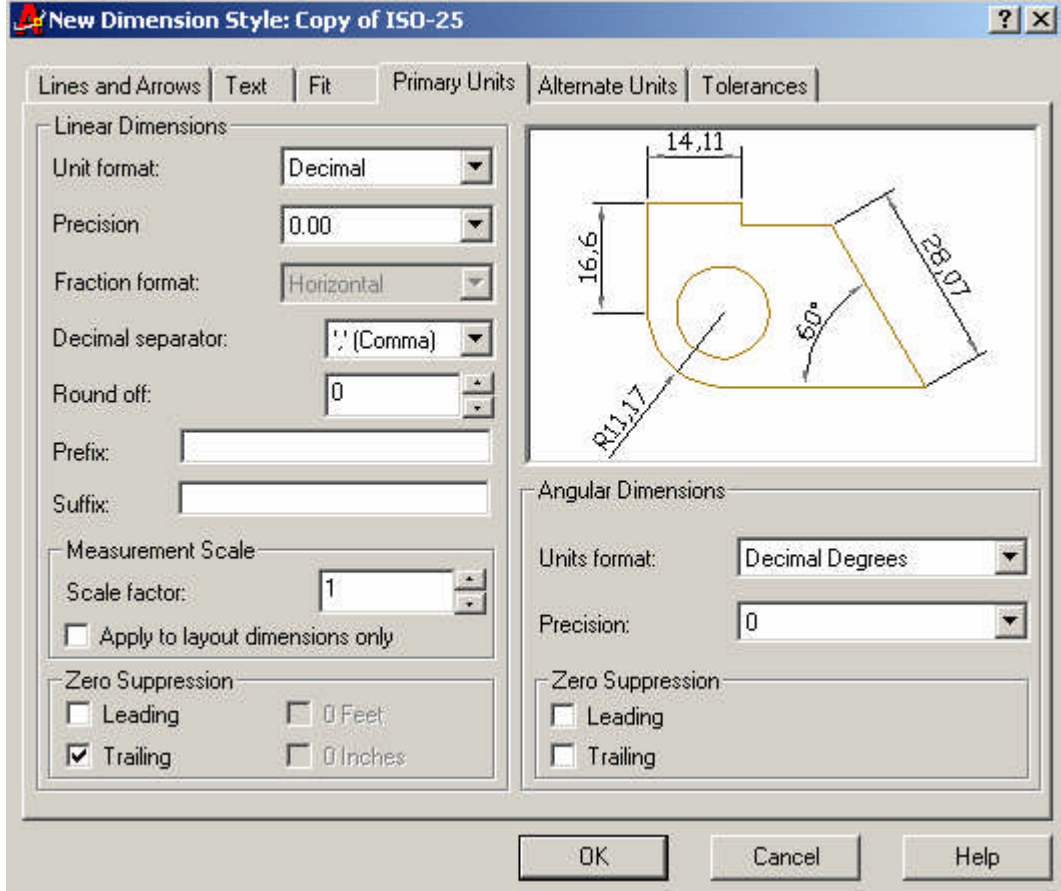 New Dimension Style: Copy of ISO-25
Lines and Arrows Text Fit Primary Units Alternate Units Tolerances
Linear Dimensions
Unit format: Decimal
Precision 0.00
Fraction format: Horizontal
Decimal separator: ',' (Comma)
Round off: 0
Prefix:
Suffix:
Measurement Scale
Scale factor: 1
Apply to layout dimensions only
Zero Suppression
Leading 0 Feet
Trailing 0 Inches
14,11
16,6
28,07
60°
R11,17
Angular Dimensions
Units format: Decimal Degrees
Precision: 0
Zero Suppression
Leading
Trailing
OK Cancel Help